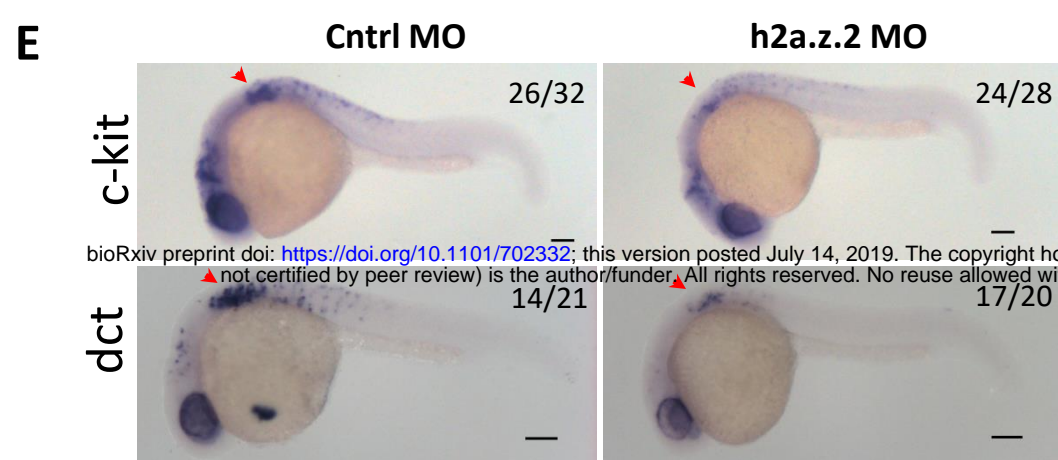 E
Cntrl MO h2a.z.2 MO
c-kit
26/32 24/28
bioRxiv preprint doi: https://doi.org/10.1101/702332; this version posted July 14, 2019. The copyright ho
not certified by peer review) is the author/funder. All rights reserved. No reuse allowed wi
dct
14/21 17/20